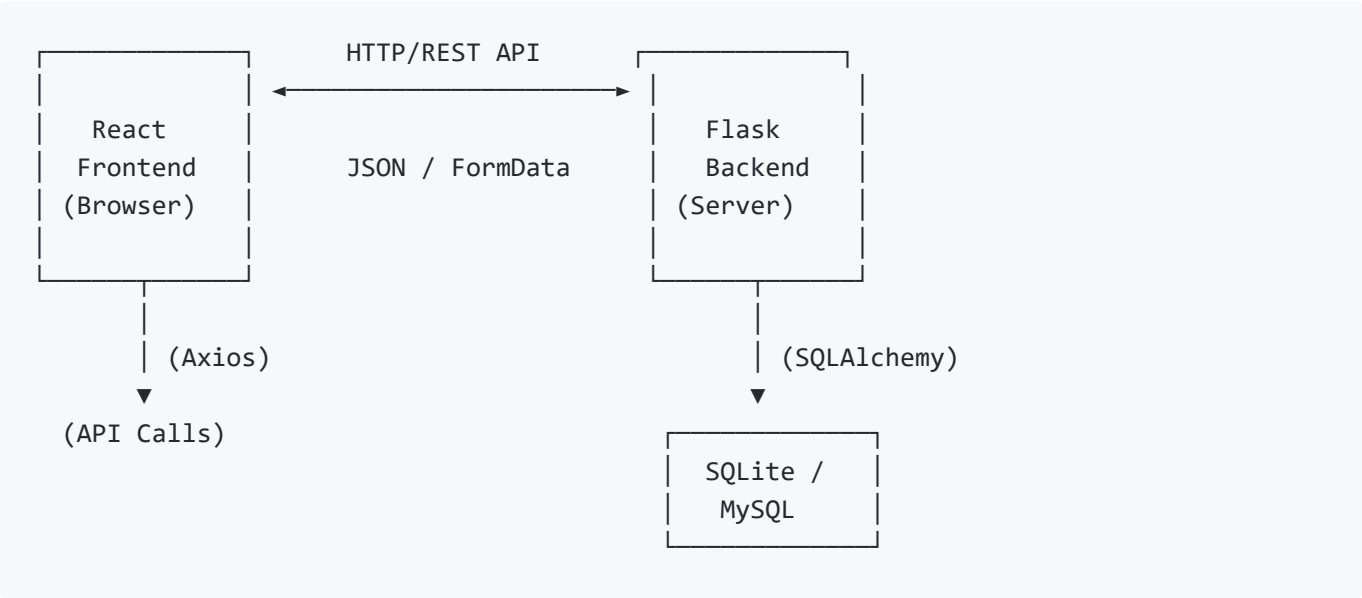 HTTP/REST API
React
Frontend
(Browser)
JSON / FormData
Flask
Backend
(Server)
(Axios)
(API Calls)
(SQLAlchemy)
SQLite /
MySQL